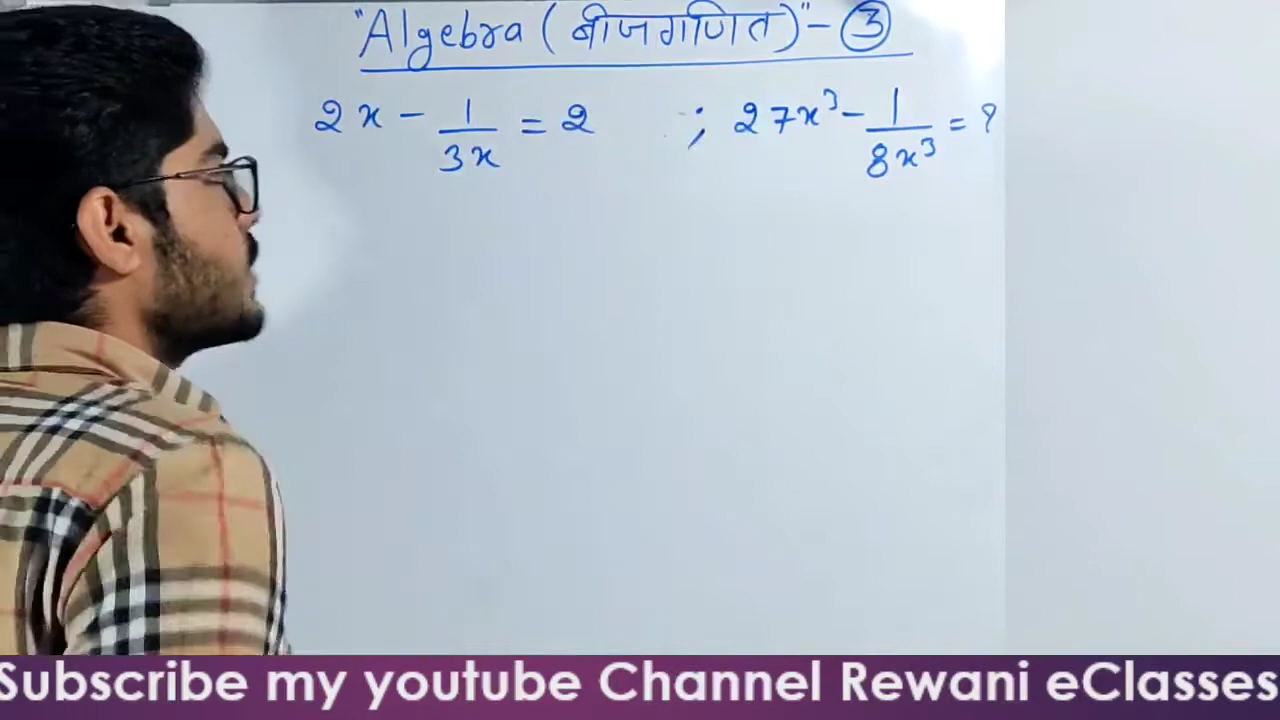 "Algebra (बीजगणित)"-③
2x - 1/3x = 2 ; 27x³ - 1/8x³ = ?
Subscribe my youtube Channel Rewani eClasses